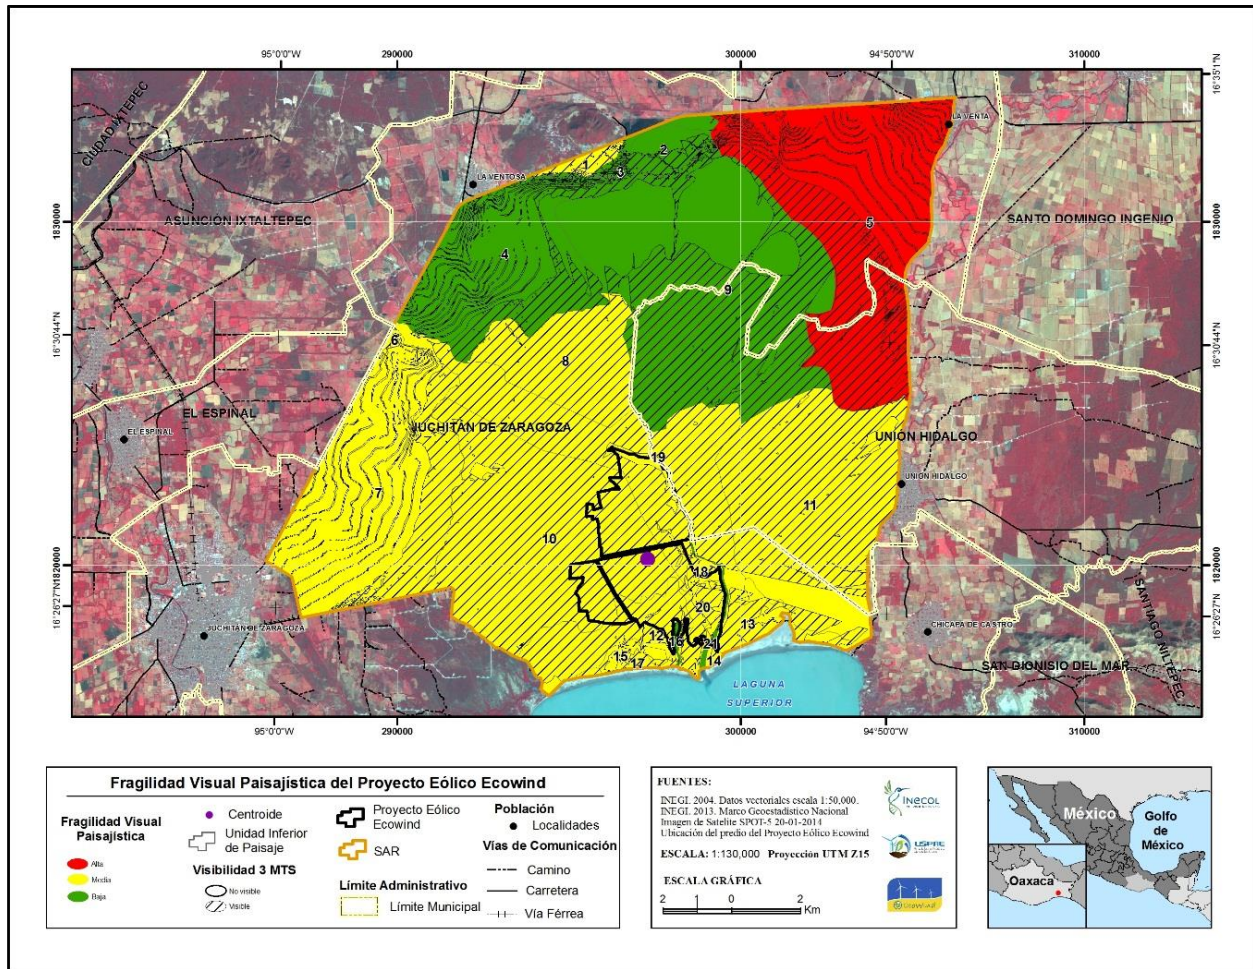 95°0'0"W
290000
300000
94°50'0"W
310000
16°35'1"N
CIUDAD IXTEPEC
LA VENTA
LA VENTOSA
1
2
3
1830000
ASUNCIÓN IXTALTEPEC
SANTO DOMINGO INGENIO
1830000
4
5
9
16°30'44"N
6
8
16°30'44"N
EL ESPINAL
EL ESPINAL
JUCHITÁN DE ZARAGOZA
UNIÓN HIDALGO
UNIÓN HIDALGO
19
7
11
10
1820000
18
1820000
16°26'27"N
20
SANTIAGO NILTEPEC
16°26'27"N
JUCHITÁN DE ZARAGOZA
12
16
21
13
CHICAPA DE CASTRO
15
17
14
SAN DIONISIO DEL MAR
LAGUNA
SUPERIOR
95°0'0"W
290000
300000
94°50'0"W
310000
Fragilidad Visual Paisajística del Proyecto Eólico Ecowind
Fragilidad Visual
Paisajística
Alta
Media
Baja
Centroide
Unidad Inferior
de Paisaje
Visibilidad 3 MTS
No visible
Visible
Proyecto Eólico
Ecowind
SAR
Límite Administrativo
Límite Municipal
Población
Localidades
Vías de Comunicación
Camino
Carretera
Vía Férrea
FUENTES:
INEGI. 2004. Datos vectoriales escala 1:50,000.
INEGI. 2013. Marco Geoestadístico Nacional
Imagen de Satelite SPOT-5 20-01-2014
Ubicación del predio del Proyecto Eólico Ecowind
ESCALA: 1:130,000 Proyección UTM Z15
ESCALA GRÁFICA
2 1 0 2
Km
INECOL
USPAE
México
Golfo
de
México
Oaxaca